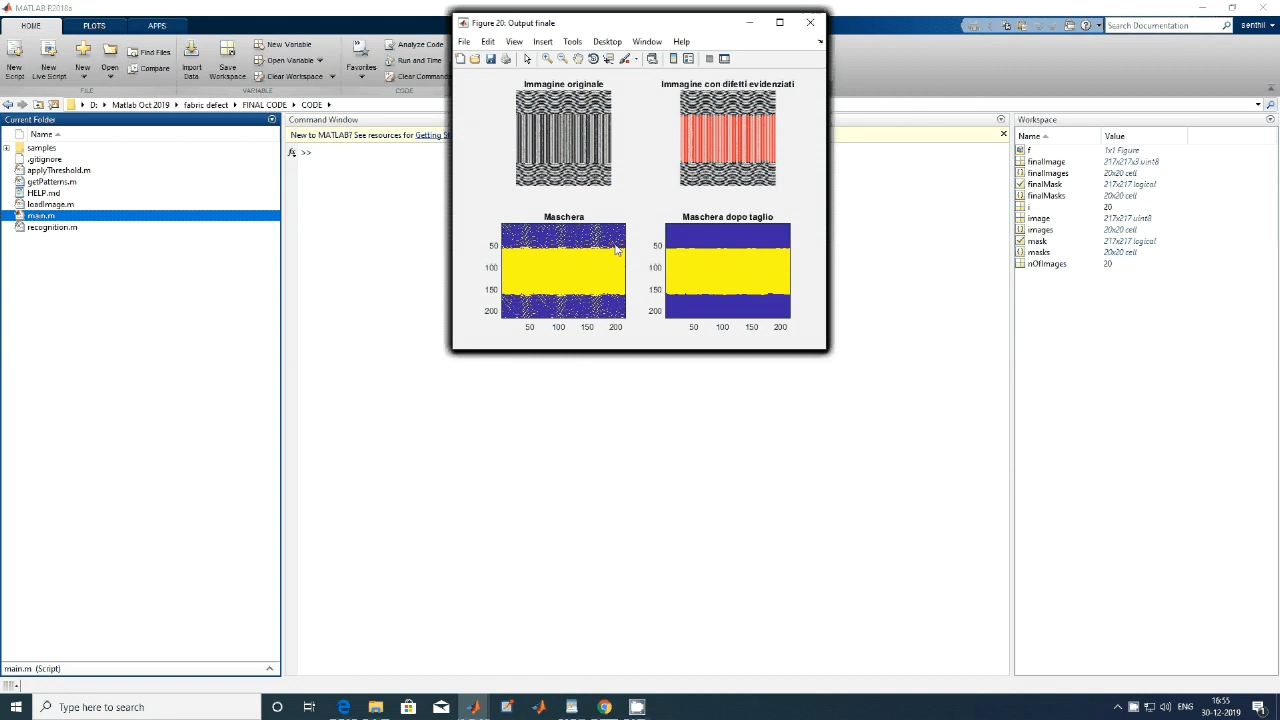 MATLAB R2018a
Figure 20: Output finale
HOME PLOTS APPS
Search Documentation
senthil
File Edit View Insert Tools Desktop Window Help
New Script
New Live Script
New
Open
Find Files
Compare
Import Data
Save Workspace
New Variable
Open Variable
Clear Workspace
Favorites
Analyze Code
Run and Time
Clear Command
FILE
VARIABLE
CODE
D: Matlab Oct 2019 fabric defect FINAL CODE CODE
Current Folder
Name
samples
.gitignore
applyThreshold.m
getPatterns.m
HELP.md
loadImage.m
main.m
recognition.m
main.m (Script)
Command Window
New to MATLAB? See resources for Getting
fx >>
Immagine originale
Immagine con difetti evidenziati
Maschera
50
100
150
200
50 100 150 200
Maschera dopo taglio
50
100
150
200
50 100 150 200
Workspace
Name Value
f 1x1 Figure
finalImage 217x217x3 uint8
finalImages 20x20 cell
finalMask 217x217 logical
finalMasks 20x20 cell
i 20
image 217x217 uint8
images 20x20 cell
mask 217x217 logical
masks 20x20 cell
nOfImages 20
Type here to search
ENG
16:55
30-12-2019